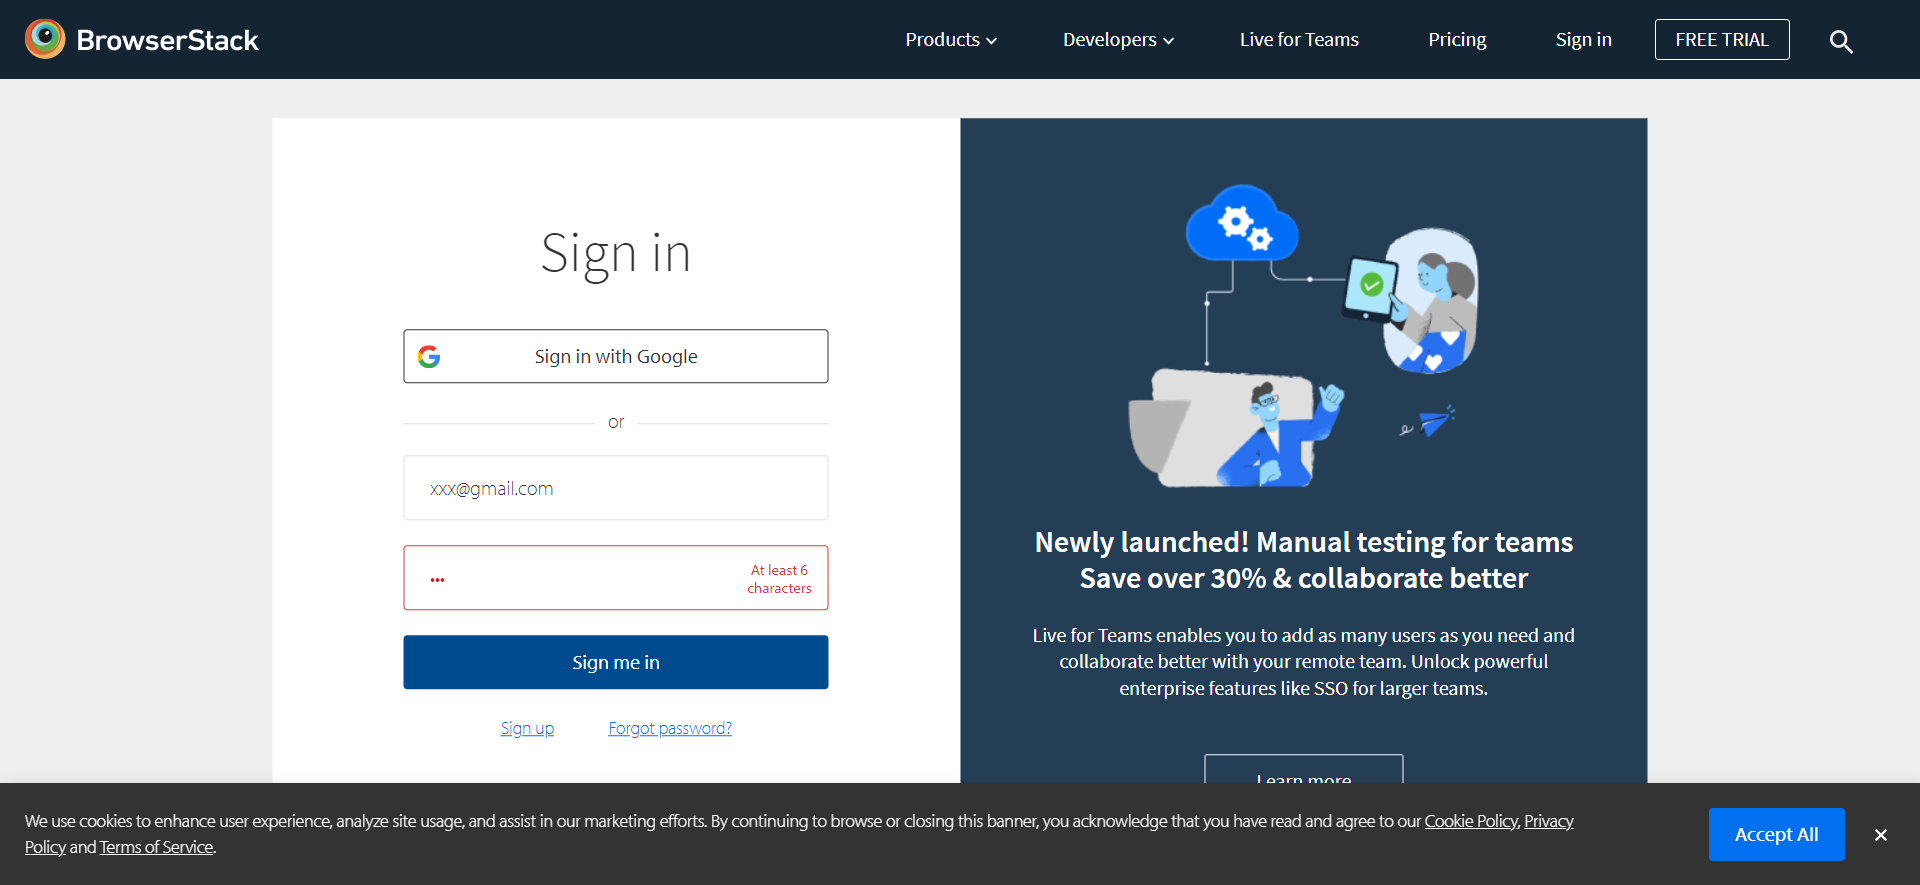 BrowserStack
Products
Developers
Live for Teams
Pricing
Sign in
FREE TRIAL
Sign in
Sign in with Google
or
xxx@gmail.com
•••
At least 6
characters
Sign me in
Sign up
Forgot password?
Newly launched! Manual testing for teams
Save over 30% & collaborate better
Live for Teams enables you to add as many users as you need and
collaborate better with your remote team. Unlock powerful
enterprise features like SSO for larger teams.
Learn more
We use cookies to enhance user experience, analyze site usage, and assist in our marketing efforts. By continuing to browse or closing this banner, you acknowledge that you have read and agree to our Cookie Policy, Privacy
Policy and Terms of Service.
Accept All